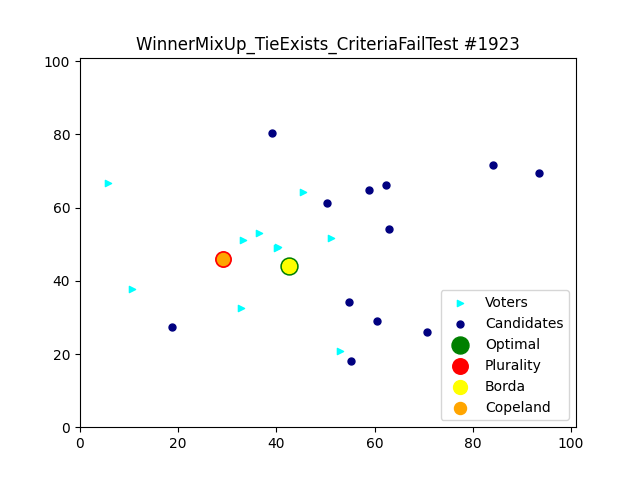 WinnerMixUp_TieExists_CriteriaFailTest #1923
100
80
60
40
20
0
0 20 40 60 80 100
Voters
Candidates
Optimal
Plurality
Borda
Copeland